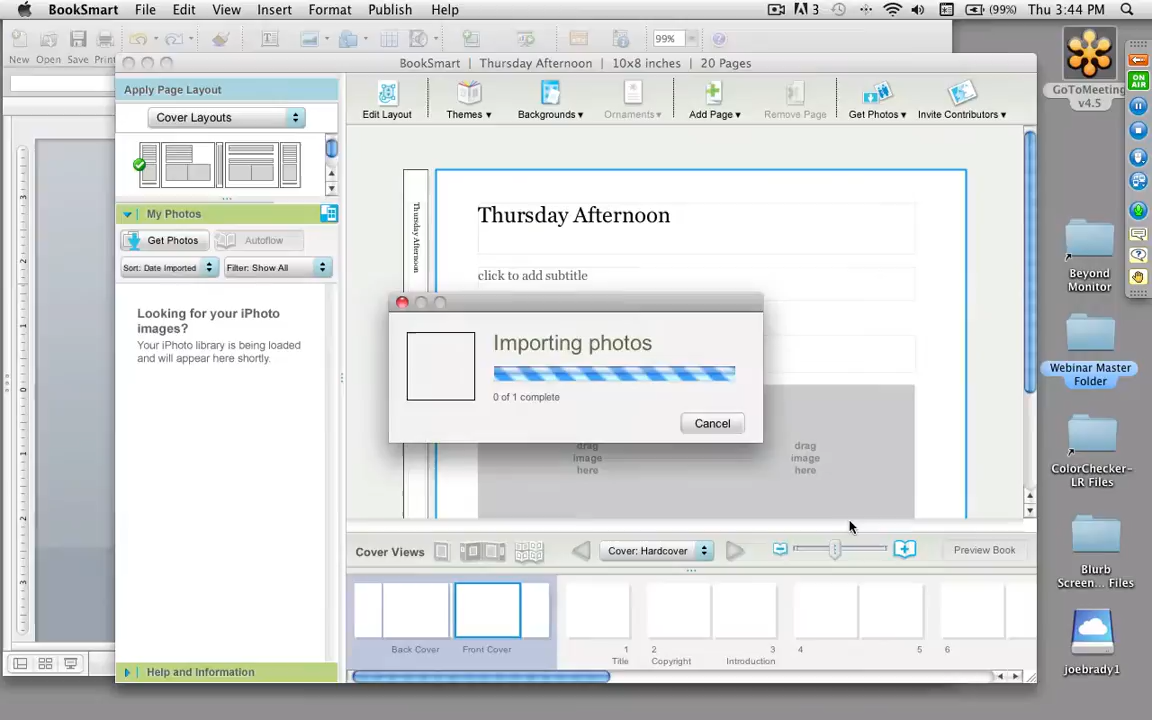 BookSmart File Edit View Insert Format Publish Help
3 (99%) Thu 3:44 PM
New Open Save
99%
BookSmart | Thursday Afternoon | 10x8 inches | 20 Pages
GoToMeeting v4.5
ON AIR
Apply Page Layout
Cover Layouts
Edit Layout Themes Backgrounds Ornaments Add Page Remove Page Get Photos Invite Contributors
My Photos
Get Photos Autoflow
Sort: Date Imported Filter: Show All
Looking for your iPhoto
images?
Your iPhoto library is being loaded
and will appear here shortly.
Thursday Afternoon
Thursday Afternoon
click to add subtitle
Importing photos
0 of 1 complete
Cancel
drag
image
here
drag
image
here
Beyond
Monitor
Webinar Master
Folder
ColorChecker-
LR Files
Blurb
Screen... Files
joebrady1
Cover Views Cover: Hardcover Preview Book
Back Cover Front Cover
1
Title
2
Copyright
3
Introduction
4
5
6
Help and Information